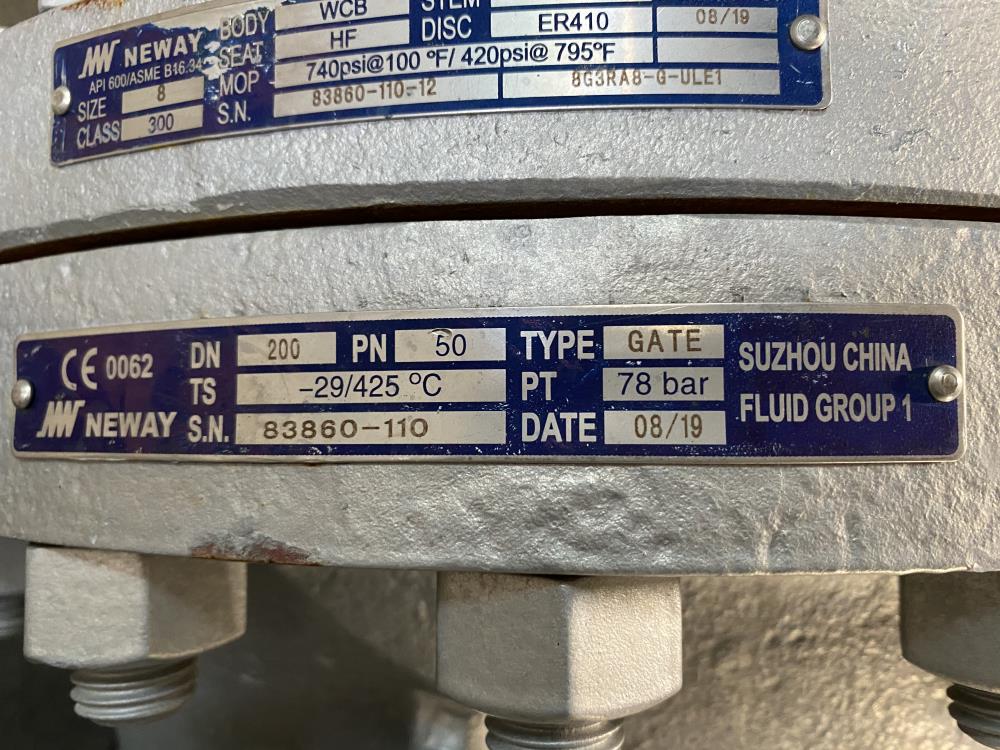 BODY WCB STEM
NEWAY SEAT HF DISC ER410 08/19
API 600/ASME B16.34 MOP 740psi@100 °F/ 420psi@ 795°F
SIZE 8 S.N. 83860-110-12 8G3RA8-G-ULE1
CLASS 300
CE 0062 DN 200 PN 50 TYPE GATE SUZHOU CHINA
TS -29/425 °C PT 78 bar
NEWAY S.N. 83860-110 DATE 08/19 FLUID GROUP 1